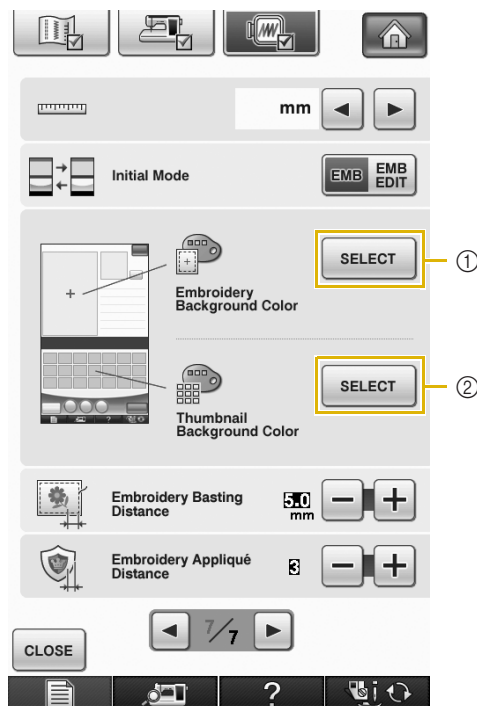 mm
Initial Mode
EMB
EMB
EDIT
SELECT
①
Embroidery
Background Color
SELECT
②
Thumbnail
Background Color
Embroidery Basting
Distance
5.0
mm
Embroidery Appliqué
Distance
3
7/7
CLOSE
?